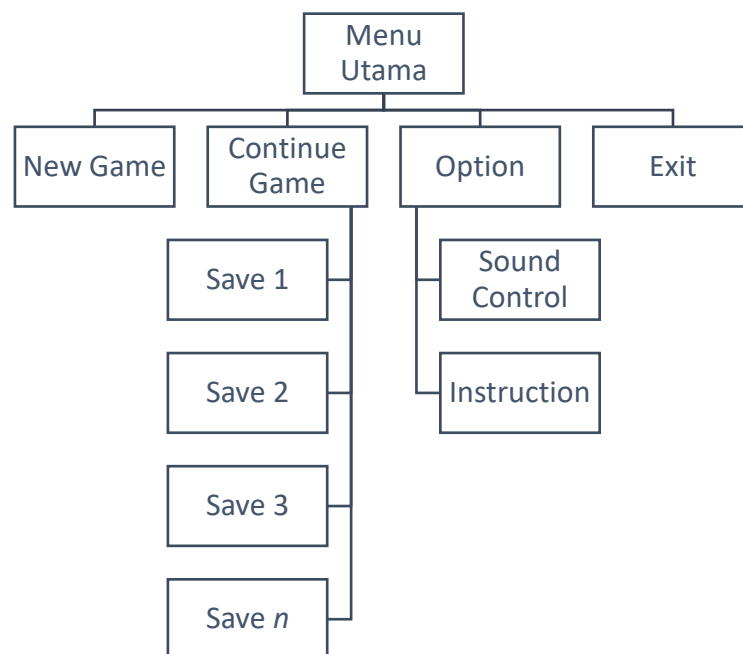 Menu
Utama
New Game
Continue
Game
Option
Exit
Save 1
Sound
Control
Save 2
Instruction
Save 3
Save n